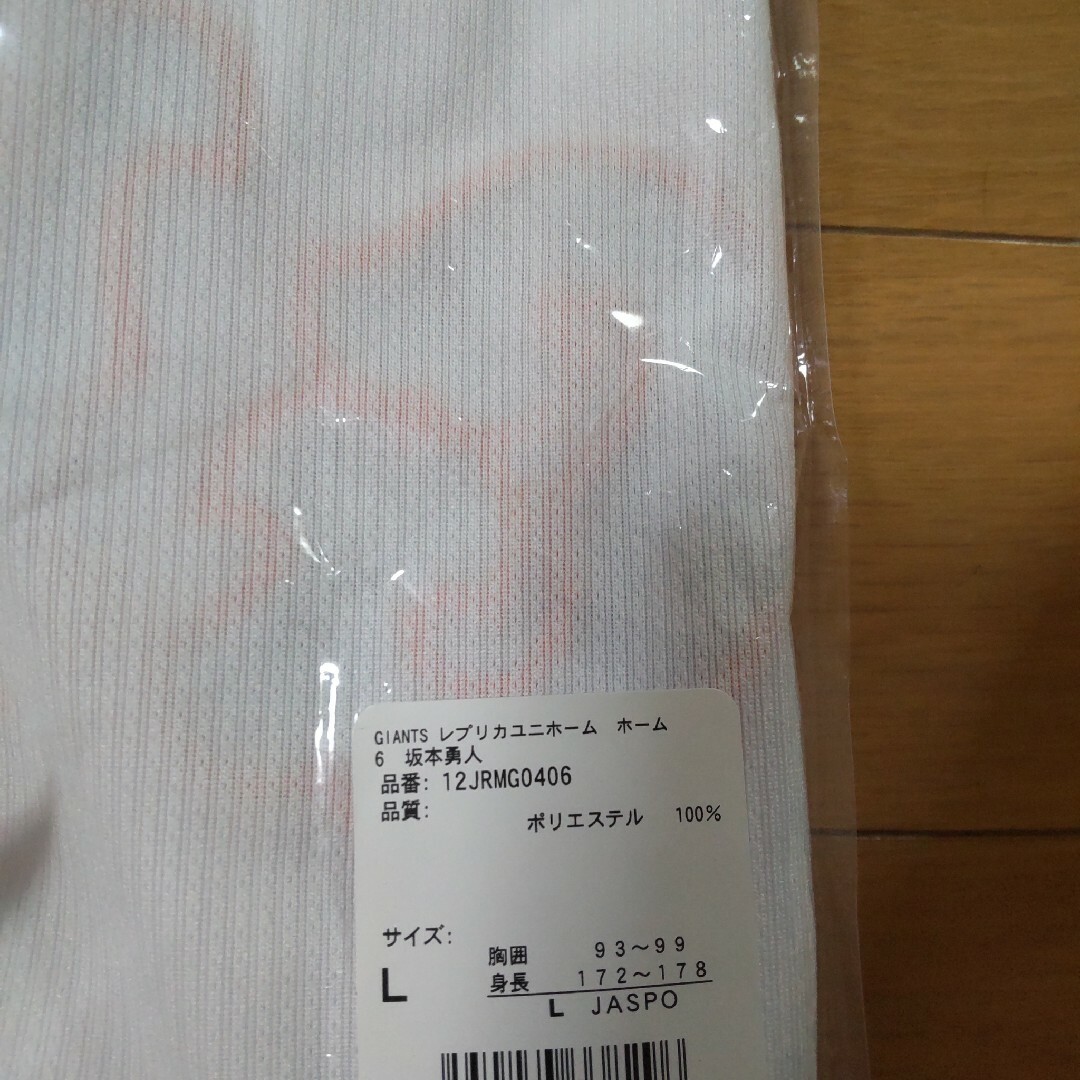 GIANTS レプリカユニホーム　ホーム
6　坂本勇人
品番: 12JRMG0406
品質:
ポリエステル　100%
サイズ:
胸囲　93～99
L　身長　172～178
L　JASPO